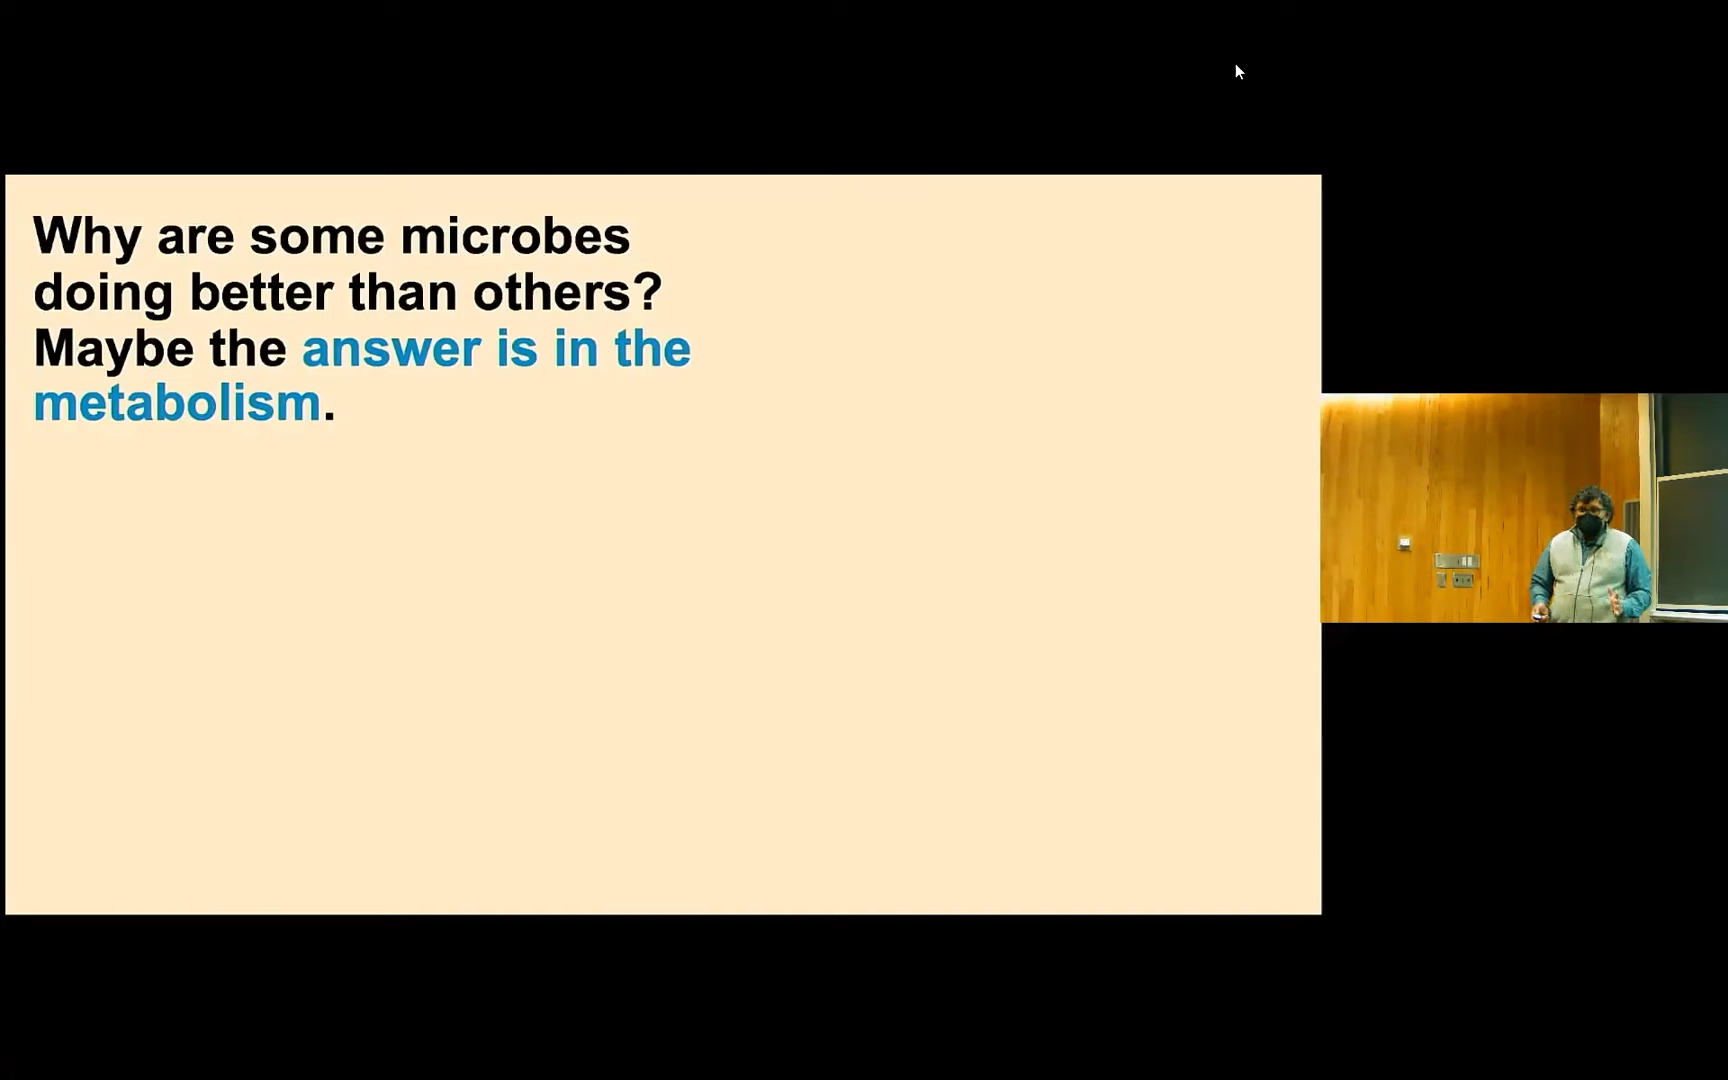 Why are some microbes
doing better than others?
Maybe the answer is in the
metabolism.